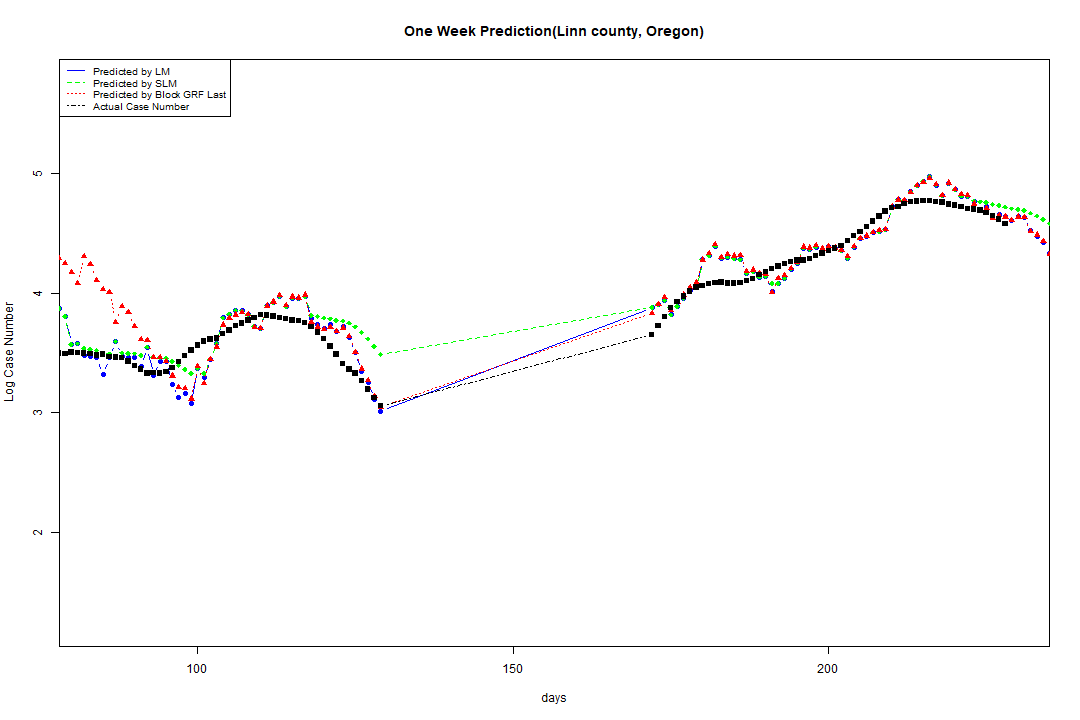 One Week Prediction(Linn county, Oregon)
Predicted by LM
Predicted by SLM
Predicted by Block GRF Last
Actual Case Number
5
4
3
2
Log Case Number
100
150
200
days